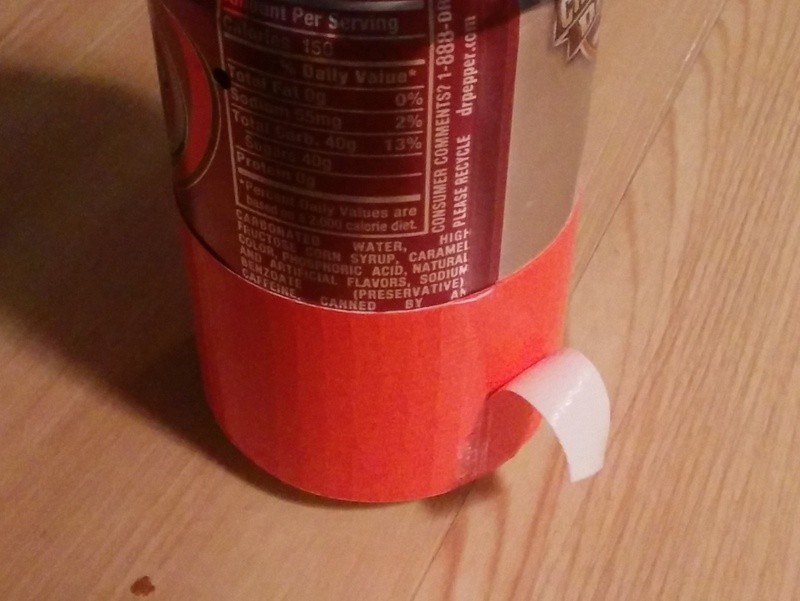 Amount Per Serving
Calories 150
% Daily Value*
Total Fat 0g 0%
Sodium 55mg 2%
Total Carb. 40g 13%
Sugars 40g
Protein 0g
*Percent Daily Values are
based on a 2,000 calorie diet.
CONSUMER COMMENTS? 1-888-DR
PLEASE RECYCLE drpepper.com
CARBONATED WATER, HIGH
FRUCTOSE CORN SYRUP, CARAMEL
COLOR, PHOSPHORIC ACID, NATURAL
AND ARTIFICIAL FLAVORS, SODIUM
BENZOATE (PRESERVATIVE)
CAFFEINE. CANNED BY AN